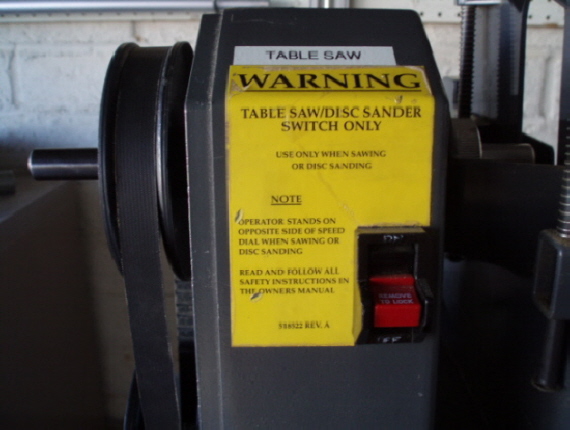 TABLE SAW
WARNING
TABLE SAW/DISC SANDER
SWITCH ONLY
USE ONLY WHEN SAWING
OR DISC SANDING
NOTE
OPERATOR STANDS ON
OPPOSITE SIDE OF SPEED
DIAL WHEN SAWING OR
DISC SANDING
READ AND FOLLOW ALL
SAFETY INSTRUCTIONS IN
THE OWNERS MANUAL
ON
REMOVE
TO LOCK
REV. A
OFF